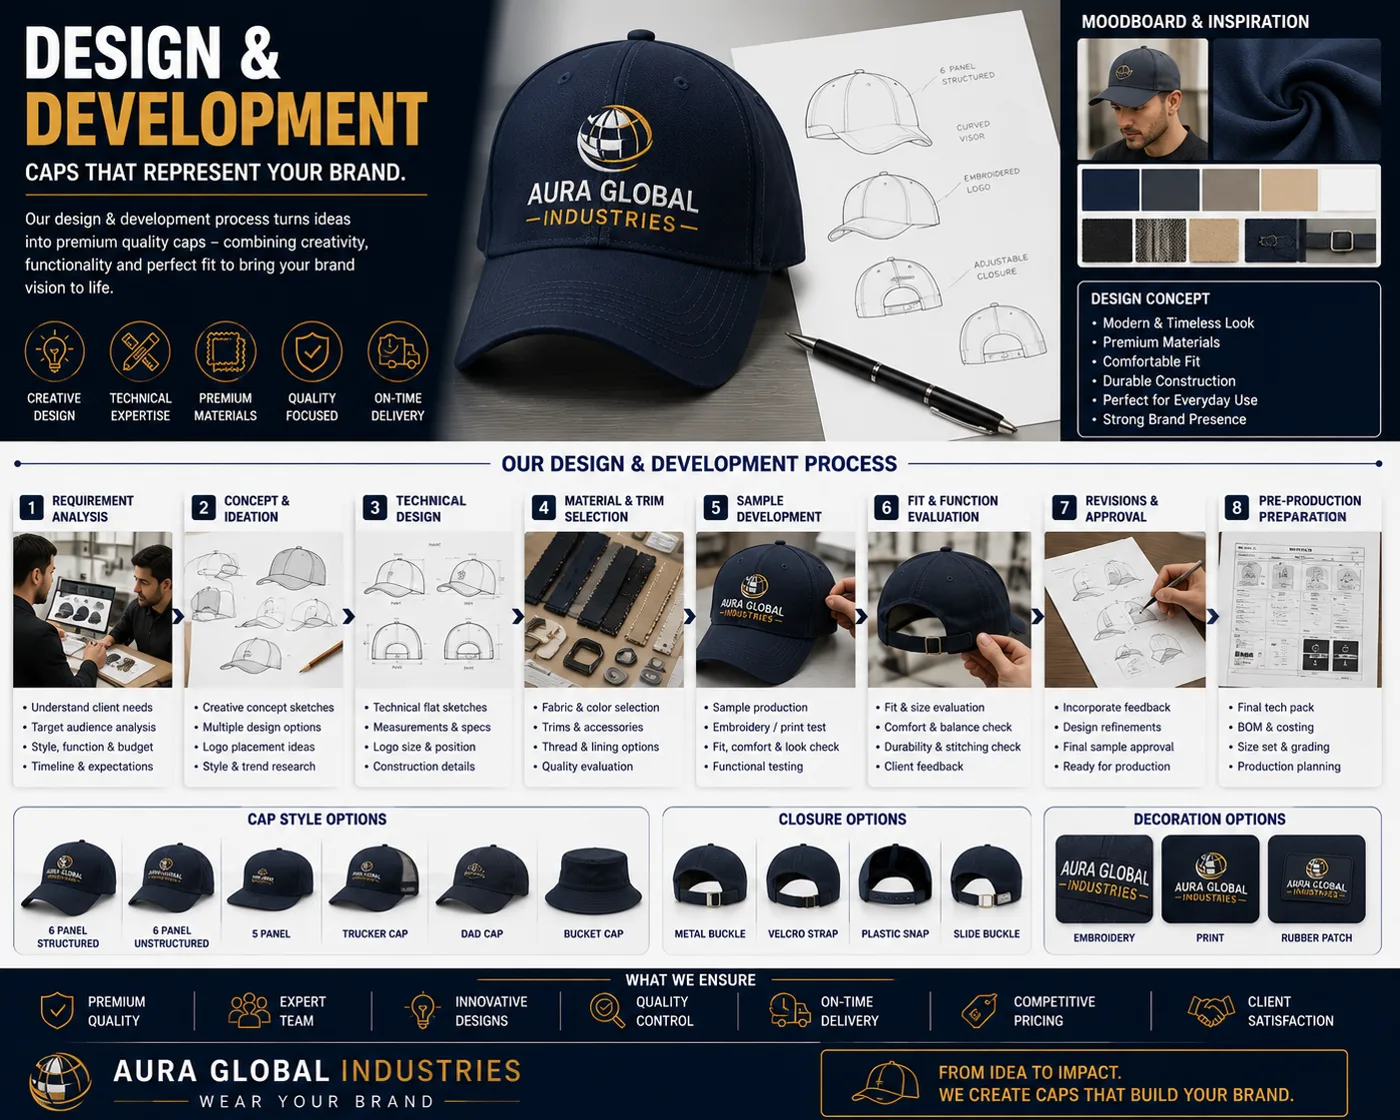 DESIGN &
DEVELOPMENT
CAPS THAT REPRESENT YOUR BRAND.
Our design & development process turns ideas
into premium quality caps – combining creativity,
functionality and perfect fit to bring your brand
vision to life.
CREATIVE
DESIGN
TECHNICAL
EXPERTISE
PREMIUM
MATERIALS
QUALITY
FOCUSED
ON-TIME
DELIVERY
AURA GLOBAL
INDUSTRIES
6 PANEL
STRUCTURED
CURVED
VISOR
EMBROIDERED
LOGO
ADJUSTABLE
CLOSURE
MOODBOARD & INSPIRATION
DESIGN CONCEPT
• Modern & Timeless Look
• Premium Materials
• Comfortable Fit
• Durable Construction
• Perfect for Everyday Use
• Strong Brand Presence
OUR DESIGN & DEVELOPMENT PROCESS
1 REQUIREMENT
ANALYSIS
• Understand client needs
• Target audience analysis
• Style, function & budget
• Timeline & expectations
2 CONCEPT &
IDEATION
• Creative concept sketches
• Multiple design options
• Logo placement ideas
• Style & trend research
3 TECHNICAL
DESIGN
• Technical flat sketches
• Measurements & specs
• Logo size & position
• Construction details
4 MATERIAL & TRIM
SELECTION
• Fabric & color selection
• Trims & accessories
• Thread & lining options
• Quality evaluation
5 SAMPLE
DEVELOPMENT
AURA GLOBAL
INDUSTRIES
• Sample production
• Embroidery / print test
• Fit, comfort & look check
• Functional testing
6 FIT & FUNCTION
EVALUATION
• Fit & size evaluation
• Comfort & balance check
• Durability & stitching check
• Client feedback
7 REVISIONS &
APPROVAL
• Incorporate feedback
• Design refinements
• Final sample approval
• Ready for production
8 PRE-PRODUCTION
PREPARATION
• Final tech pack
• BOM & costing
• Size set & grading
• Production planning
CAP STYLE OPTIONS
6 PANEL
STRUCTURED
6 PANEL
UNSTRUCTURED
5 PANEL
TRUCKER CAP
DAD CAP
BUCKET CAP
CLOSURE OPTIONS
METAL BUCKLE
VELCRO STRAP
PLASTIC SNAP
SLIDE BUCKLE
DECORATION OPTIONS
AURA GLOBAL
INDUSTRIES
EMBROIDERY
AURA GLOBAL
INDUSTRIES
PRINT
AURA GLOBAL
INDUSTRIES
RUBBER PATCH
WHAT WE ENSURE
PREMIUM
QUALITY
EXPERT
TEAM
INNOVATIVE
DESIGNS
QUALITY
CONTROL
ON-TIME
DELIVERY
COMPETITIVE
PRICING
CLIENT
SATISFACTION
AURA GLOBAL INDUSTRIES
WEAR YOUR BRAND
FROM IDEA TO IMPACT.
WE CREATE CAPS THAT BUILD YOUR BRAND.